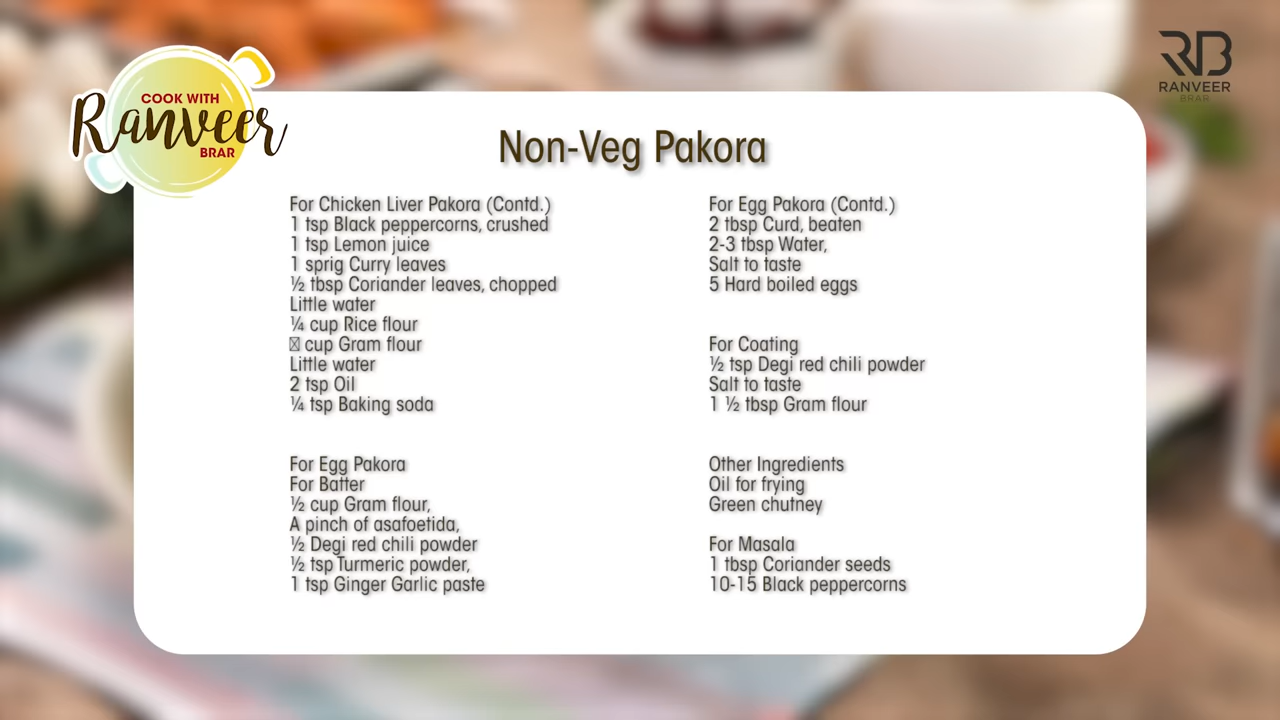 COOK WITH
Ranveer
BRAR
RB
RANVEER
BRAR
Non-Veg Pakora
For Chicken Liver Pakora (Contd.)
1 tsp Black peppercorns, crushed
1 tsp Lemon juice
1 sprig Curry leaves
½ tbsp Coriander leaves, chopped
Little water
¼ cup Rice flour
cup Gram flour
Little water
2 tsp Oil
¼ tsp Baking soda
For Egg Pakora
For Batter
½ cup Gram flour,
A pinch of asafoetida,
½ Degi red chili powder
½ tsp Turmeric powder,
1 tsp Ginger Garlic paste
For Egg Pakora (Contd.)
2 tbsp Curd, beaten
2-3 tbsp Water,
Salt to taste
5 Hard boiled eggs
For Coating
½ tsp Degi red chili powder
Salt to taste
1 ½ tbsp Gram flour
Other Ingredients
Oil for frying
Green chutney
For Masala
1 tbsp Coriander seeds
10-15 Black peppercorns